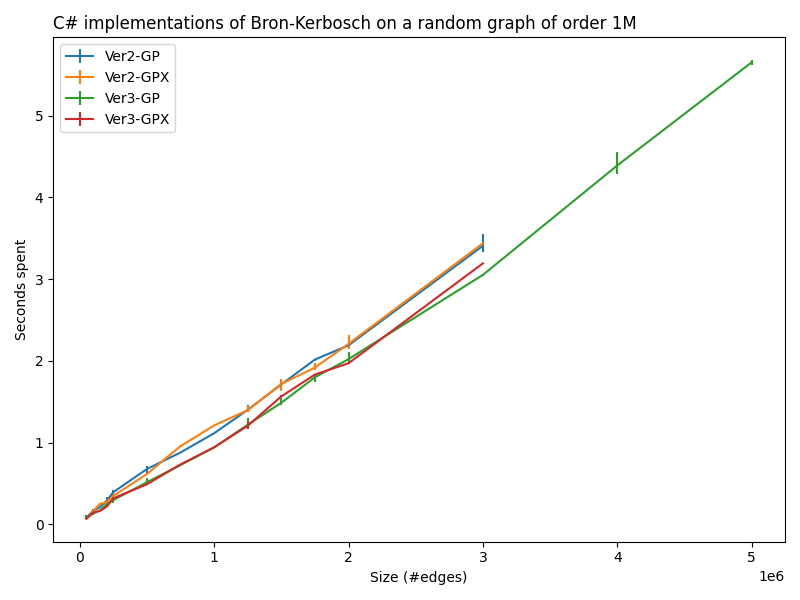 C# implementations of Bron-Kerbosch on a random graph of order 1M
Ver2-GP
Ver2-GPX
Ver3-GP
Ver3-GPX
Seconds spent
5
4
3
2
1
0
0 1 2 3 4 5
1e6
Size (#edges)